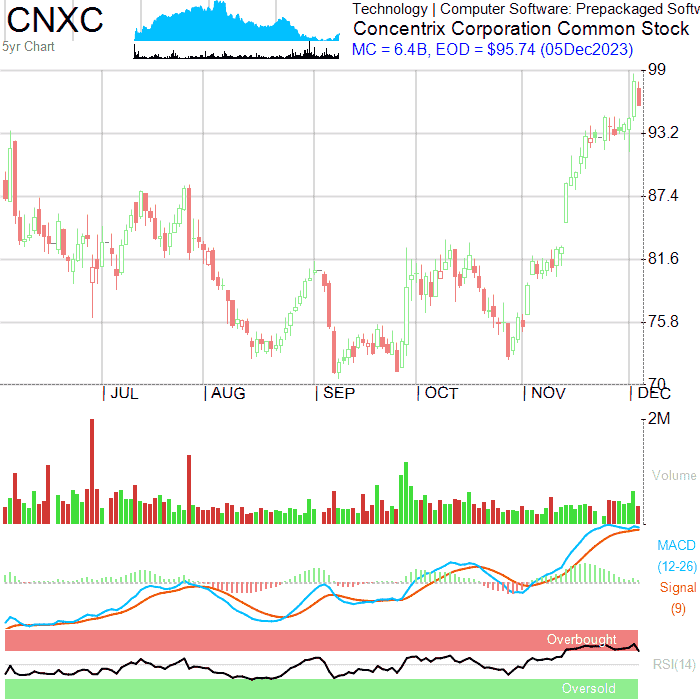 CNXC
5yr Chart
Technology | Computer Software: Prepackaged Softw
Concentrix Corporation Common Stock
MC = 6.4B, EOD = $95.74 (05Dec2023)
99
93.2
87.4
81.6
75.8
70
JUL AUG SEP OCT NOV DEC
2M
Volume
MACD
(12-26)
Signal
(9)
Overbought
RSI(14)
Oversold